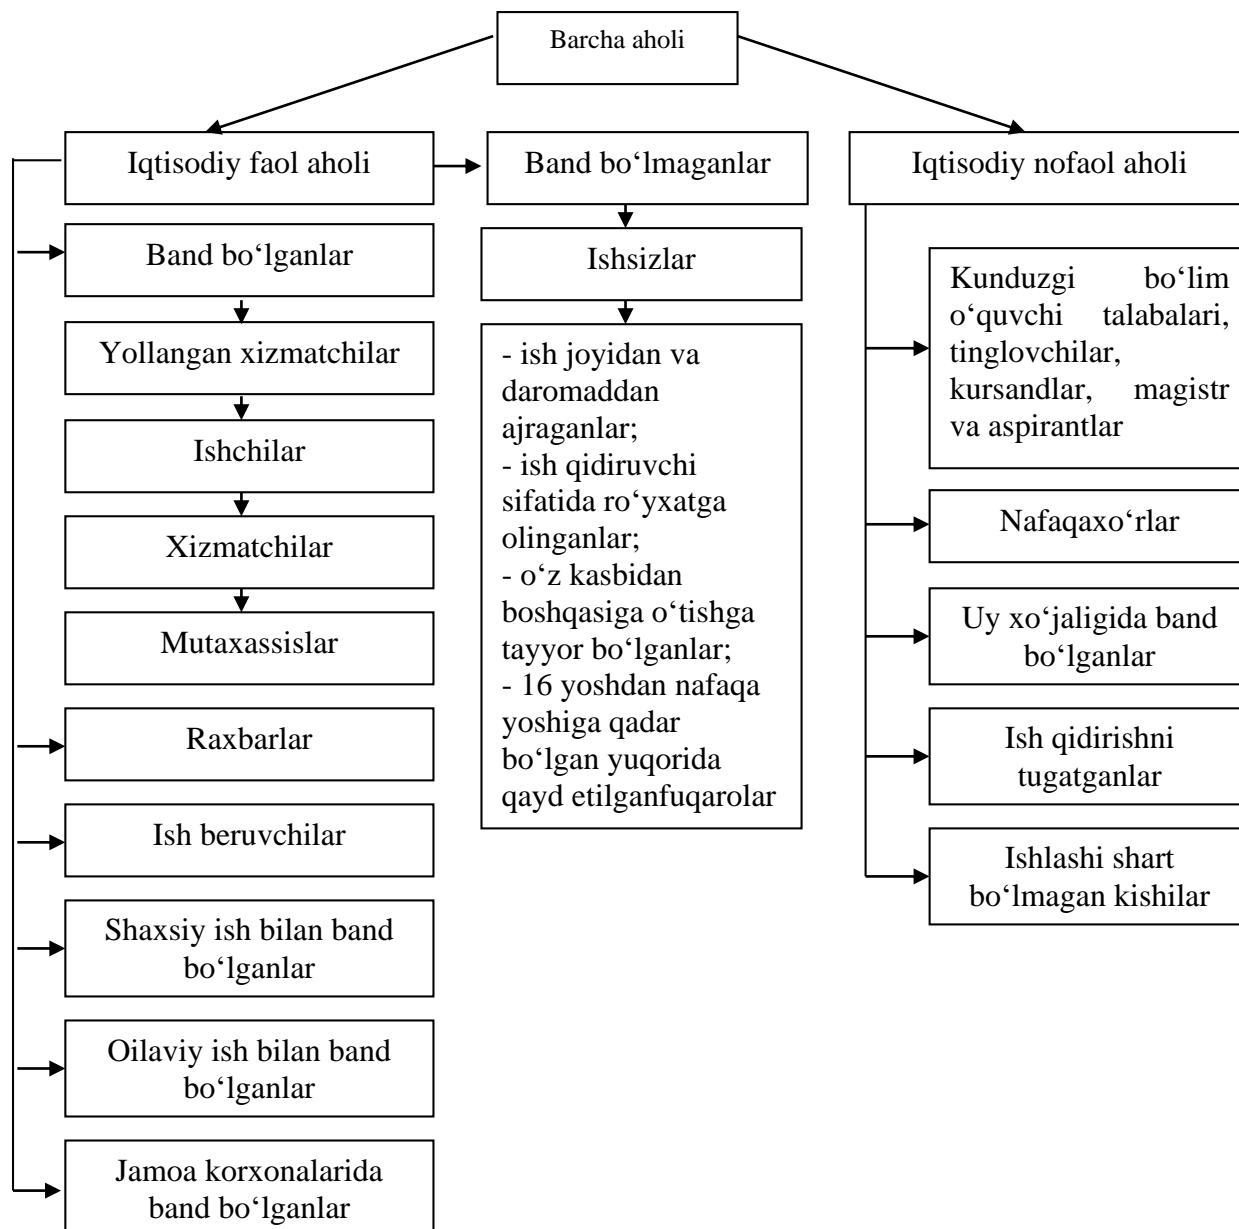 Barcha aholi
Iqtisodiy faol aholi
Band bo‘lmaganlar
Iqtisodiy nofaol aholi
Band bo‘lganlar
Yollangan xizmatchilar
Ishchilar
Xizmatchilar
Mutaxassislar
Raxbarlar
Ish beruvchilar
Shaxsiy ish bilan band
bo‘lganlar
Oilaviy ish bilan band
bo‘lganlar
Jamoa korxonalarida
band bo‘lganlar
Ishsizlar
- ish joyidan va
daromaddan
ajraganlar;
- ish qidiruvchi
sifatida ro‘yxatga
olinganlar;
- o‘z kasbidan
boshqasiga o‘tishga
tayyor bo‘lganlar;
- 16 yoshdan nafaqa
yoshiga qadar
bo‘lgan yuqorida
qayd etilganfuqarolar
Kunduzgi bo‘lim
o‘quvchi talabalari,
tinglovchilar,
kursandlar, magistr
va aspirantlar
Nafaqaxo‘rlar
Uy xo‘jaligida band
bo‘lganlar
Ish qidirishni
tugatganlar
Ishlashi shart
bo‘lmagan kishilar